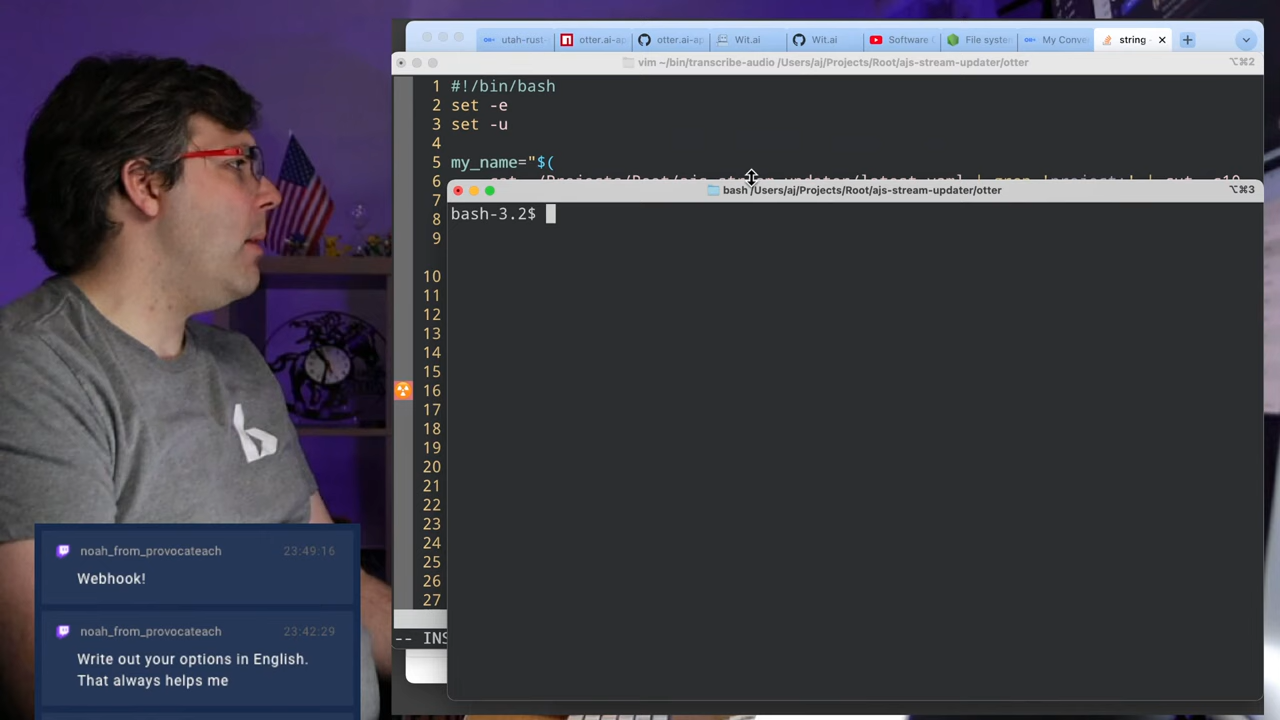 utah-rust-
otter.ai-ap
otter.ai-ap
Wit.ai
Wit.ai
Software
File syste
My Conver
string
vim ~/bin/transcribe-audio /Users/aj/Projects/Root/ajs-stream-updater/otter
⌥⌘2
1 #!/bin/bash
2 set -e
3 set -u
4
5 my_name="$(
6
bash /Users/aj/Projects/Root/ajs-stream-updater/otter
⌥⌘3
7
bash-3.2$
8
9
10
11
12
13
14
15
16
17
18
19
20
21
22
23
24
25
26
27
-- INS
noah_from_provocateach 23:49:16
Webhook!
noah_from_provocateach 23:42:29
Write out your options in English.
That always helps me